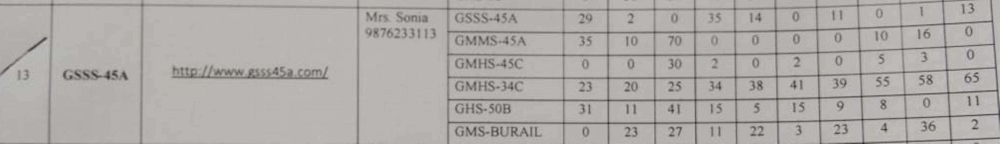 Mrs. Sonia
9876233113
13
GSSS-45A
http://www.gsss45a.com/
GSSS-45A 29 2 0 35 14 0 11 0 1 13
GMMS-45A 35 10 70 0 0 0 0 10 16 0
GMHS-45C 0 0 30 2 0 2 0 5 3 0
GMHS-34C 23 20 25 34 38 41 39 55 58 65
GHS-50B 31 11 41 15 5 15 9 8 0 11
GMS-BURAIL 0 23 27 11 22 3 23 4 36 2